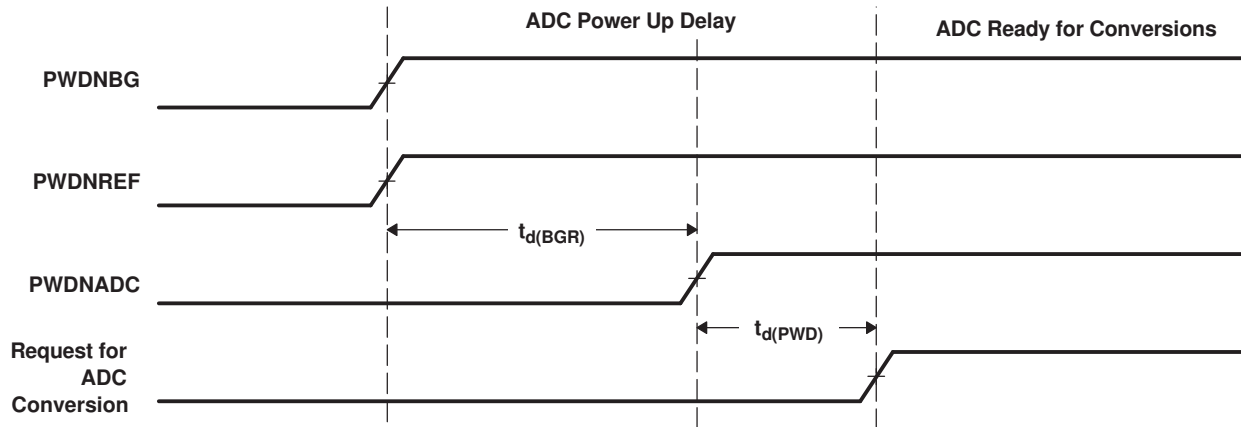 ADC Power Up Delay
ADC Ready for Conversions
PWDNBG
PWDNREF
td(BGR)
PWDNADC
td(PWD)
Request for
ADC
Conversion